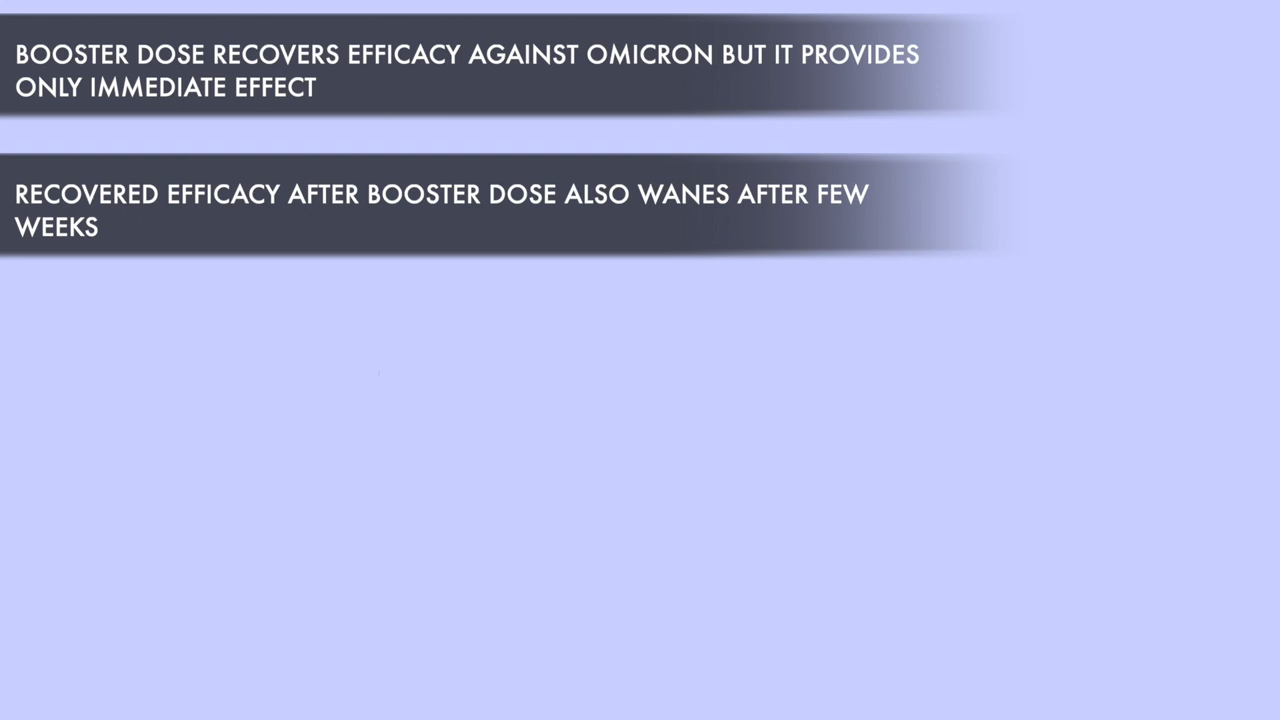 BOOSTER DOSE RECOVERS EFFICACY AGAINST OMICRON BUT IT PROVIDES
ONLY IMMEDIATE EFFECT
RECOVERED EFFICACY AFTER BOOSTER DOSE ALSO WANES AFTER FEW
WEEKS